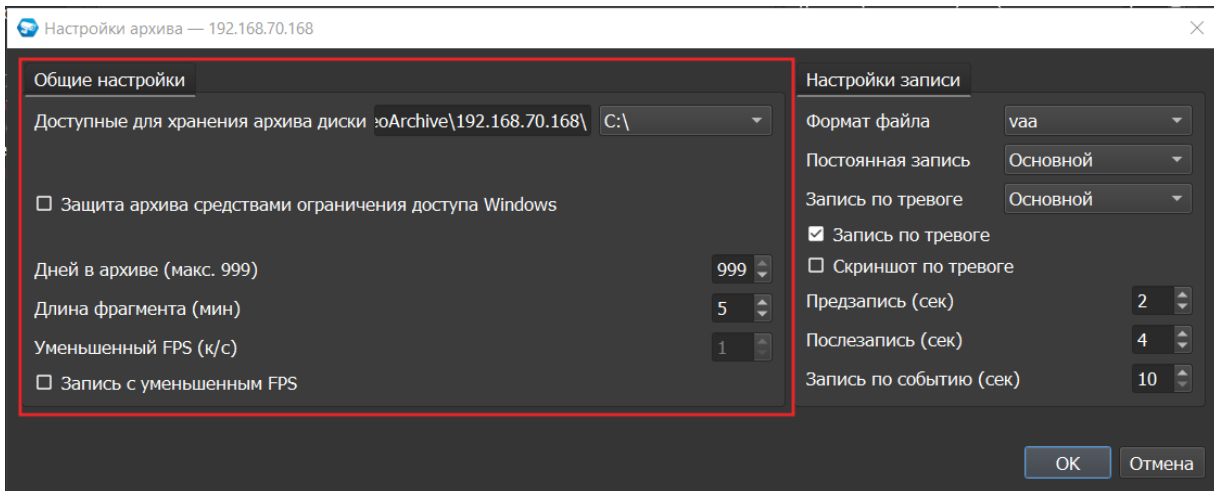 Настройки архива — 192.168.70.168
Общие настройки
Доступные для хранения архива диски eoArchive\192.168.70.168\ C:\
Защита архива средствами ограничения доступа Windows
Дней в архиве (макс. 999) 999
Длина фрагмента (мин) 5
Уменьшенный FPS (к/с) 1
Запись с уменьшенным FPS
Настройки записи
Формат файла vaa
Постоянная запись Основной
Запись по тревоге Основной
Запись по тревоге
Скриншот по тревоге
Предзапись (сек) 2
Послезапись (сек) 4
Запись по событию (сек) 10
OK Отмена